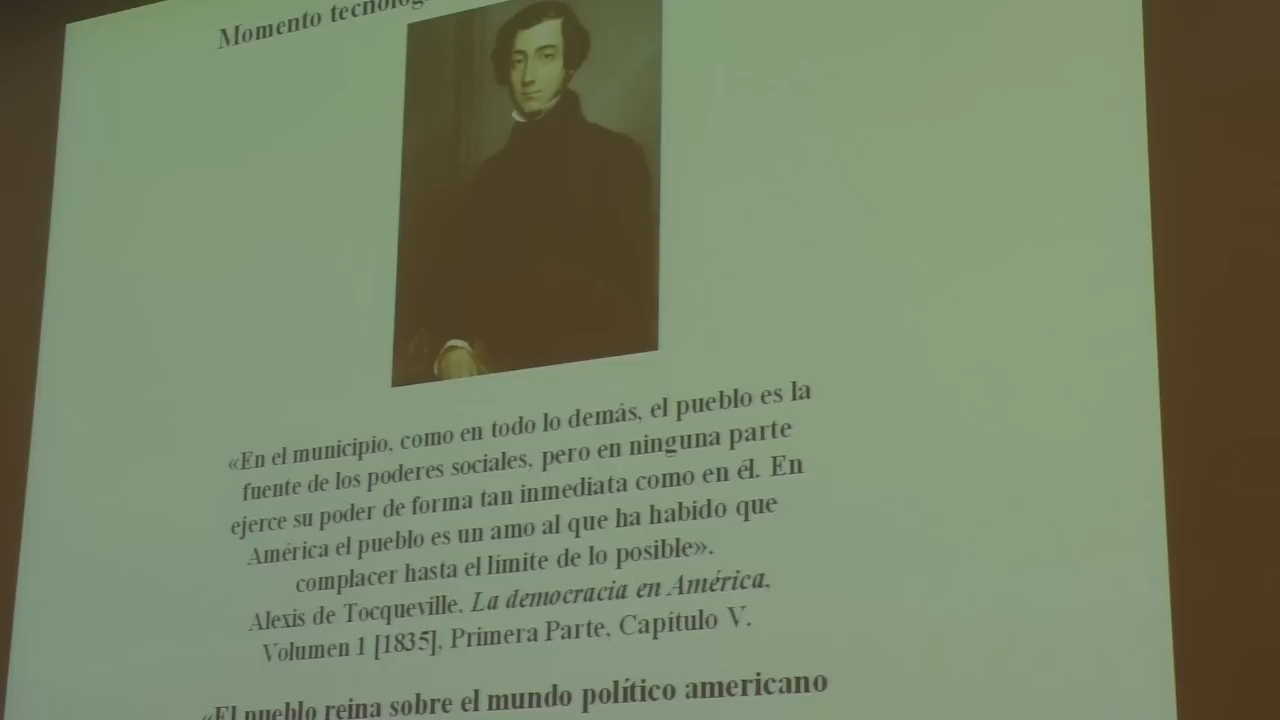 Momento tecnológ
«En el municipio, como en todo lo demás, el pueblo es la
fuente de los poderes sociales, pero en ninguna parte
ejerce su poder de forma tan inmediata como en él. En
América el pueblo es un amo al que ha habido que
complacer hasta el límite de lo posible».
Alexis de Tocqueville, La democracia en América,
Volumen 1 [1835], Primera Parte, Capítulo V.
«El pueblo reina sobre el mundo político americano